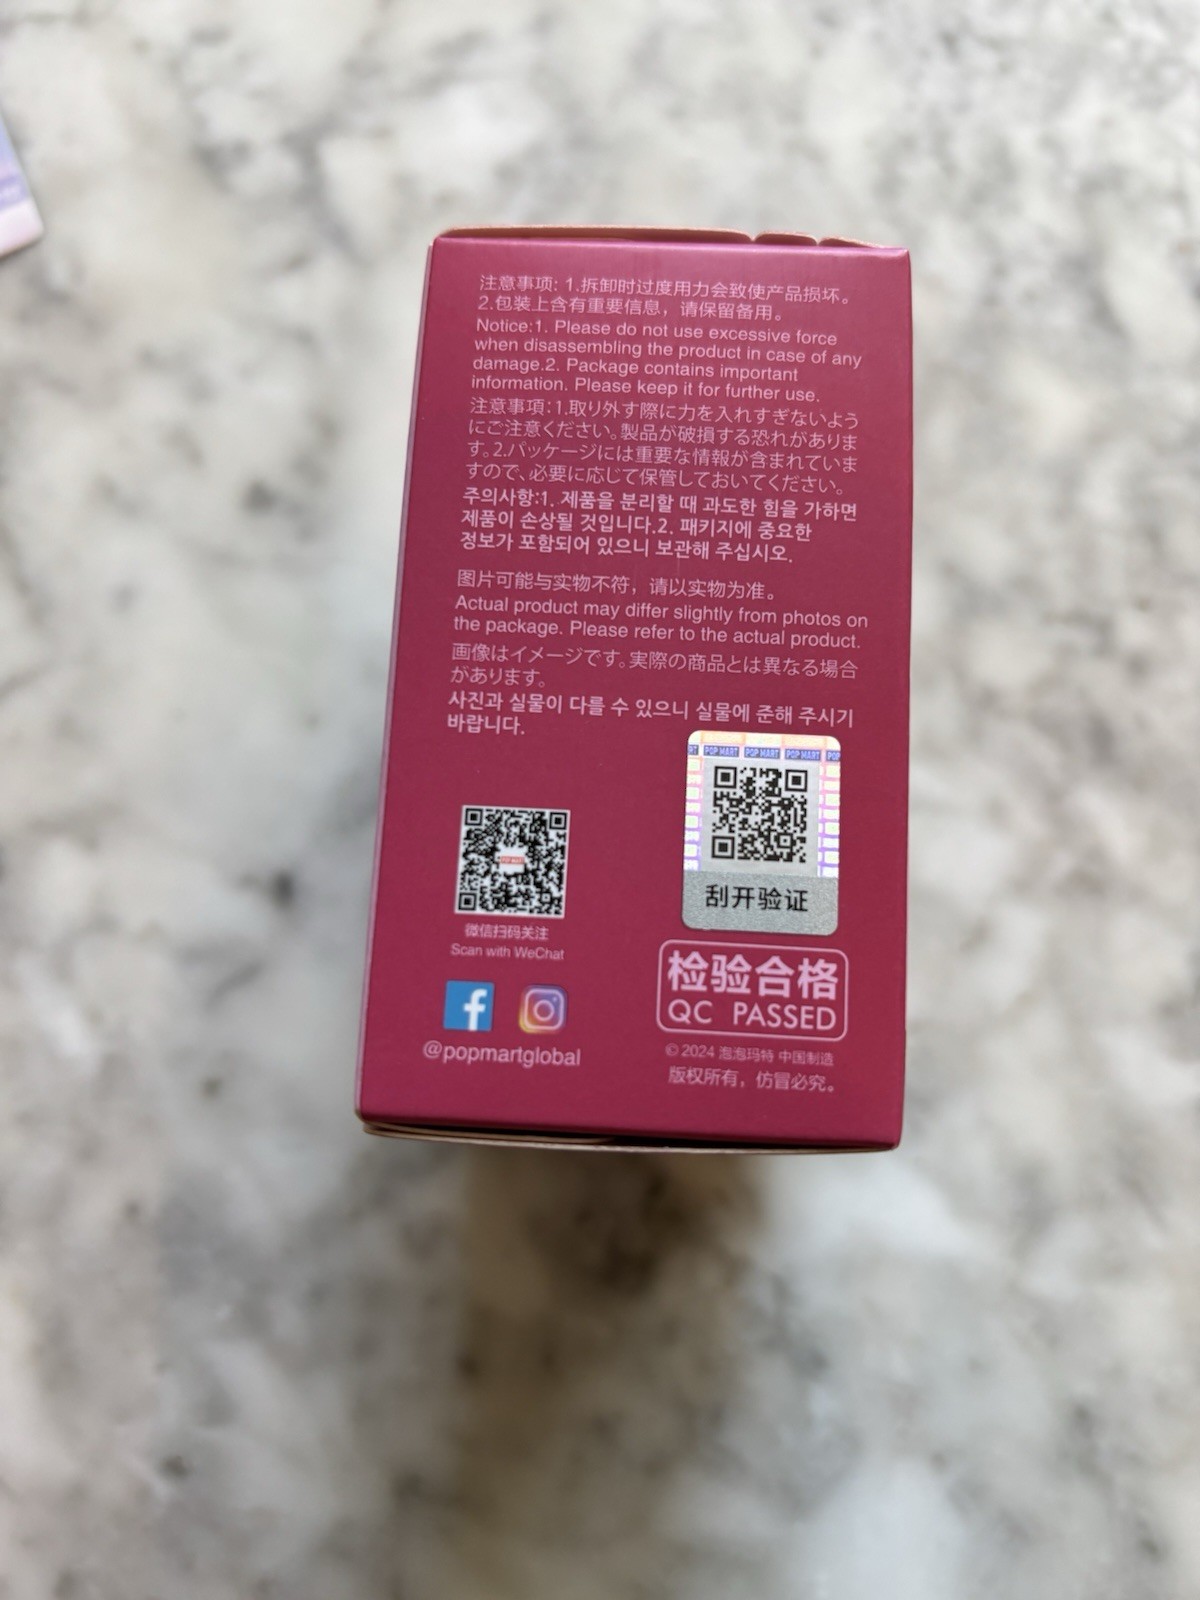 注意事项: 1.拆卸时过度用力会致使产品损坏。
2.包装上含有重要信息，请保留备用。
Notice:1. Please do not use excessive force
when disassembling the product in case of any
damage.2. Package contains important
information. Please keep it for further use.
注意事項:1.取り外す際に力を入れすぎないよう
にご注意ください。製品が破損する恐れがありま
す。2.パッケージには重要な情報が含まれていま
すので、必要に応じて保管しておいてください。
주의사항:1. 제품을 분리할 때 과도한 힘을 가하면
제품이 손상될 것입니다.2. 패키지에 중요한
정보가 포함되어 있으니 보관해 주십시오.
图片可能与实物不符，请以实物为准。
Actual product may differ slightly from photos on
the package. Please refer to the actual product.
画像はイメージです。実際の商品とは異なる場合
があります。
사진과 실물이 다를 수 있으니 실물에 준해 주시기
바랍니다.
POP MART POP MART POP MART
POP MART
刮开验证
微信扫码关注
Scan with WeChat
检验合格
QC PASSED
@popmartglobal
© 2024 泡泡玛特 中国制造
版权所有，仿冒必究。